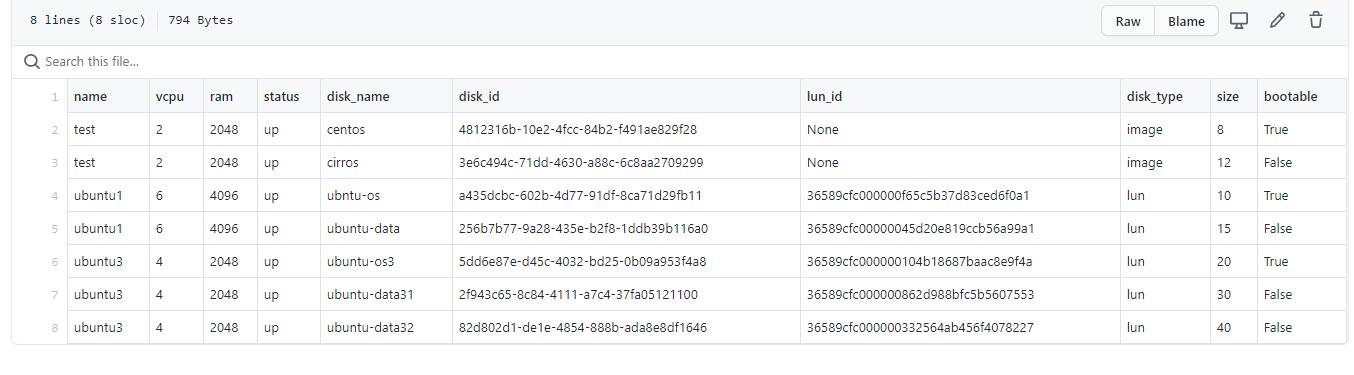 8 lines (8 sloc) 794 Bytes Raw Blame
Search this file...
1 name vcpu ram status disk_name disk_id lun_id disk_type size bootable
2 test 2 2048 up centos 4812316b-10e2-4fcc-84b2-f491ae829f28 None image 8 True
3 test 2 2048 up cirros 3e6c494c-71dd-4630-a88c-6c8aa2709299 None image 12 False
4 ubuntu1 6 4096 up ubntu-os a435dcbc-602b-4d77-91df-8ca71d29fb11 36589cfc000000f65c5b37d83ced6f0a1 lun 10 True
5 ubuntu1 6 4096 up ubuntu-data 256b7b77-9a28-435e-b2f8-1ddb39b116a0 36589cfc00000045d20e819ccb56a99a1 lun 15 False
6 ubuntu3 4 2048 up ubuntu-os3 5dd6e87e-d45c-4032-bd25-0b09a953f4a8 36589cfc000000104b18687baac8e9f4a lun 20 True
7 ubuntu3 4 2048 up ubuntu-data31 2f943c65-8c84-4111-a7c4-37fa05121100 36589cfc000000862d988bfc5b5607553 lun 30 False
8 ubuntu3 4 2048 up ubuntu-data32 82d802d1-de1e-4854-888b-ada8e8df1646 36589cfc000000332564ab456f4078227 lun 40 False